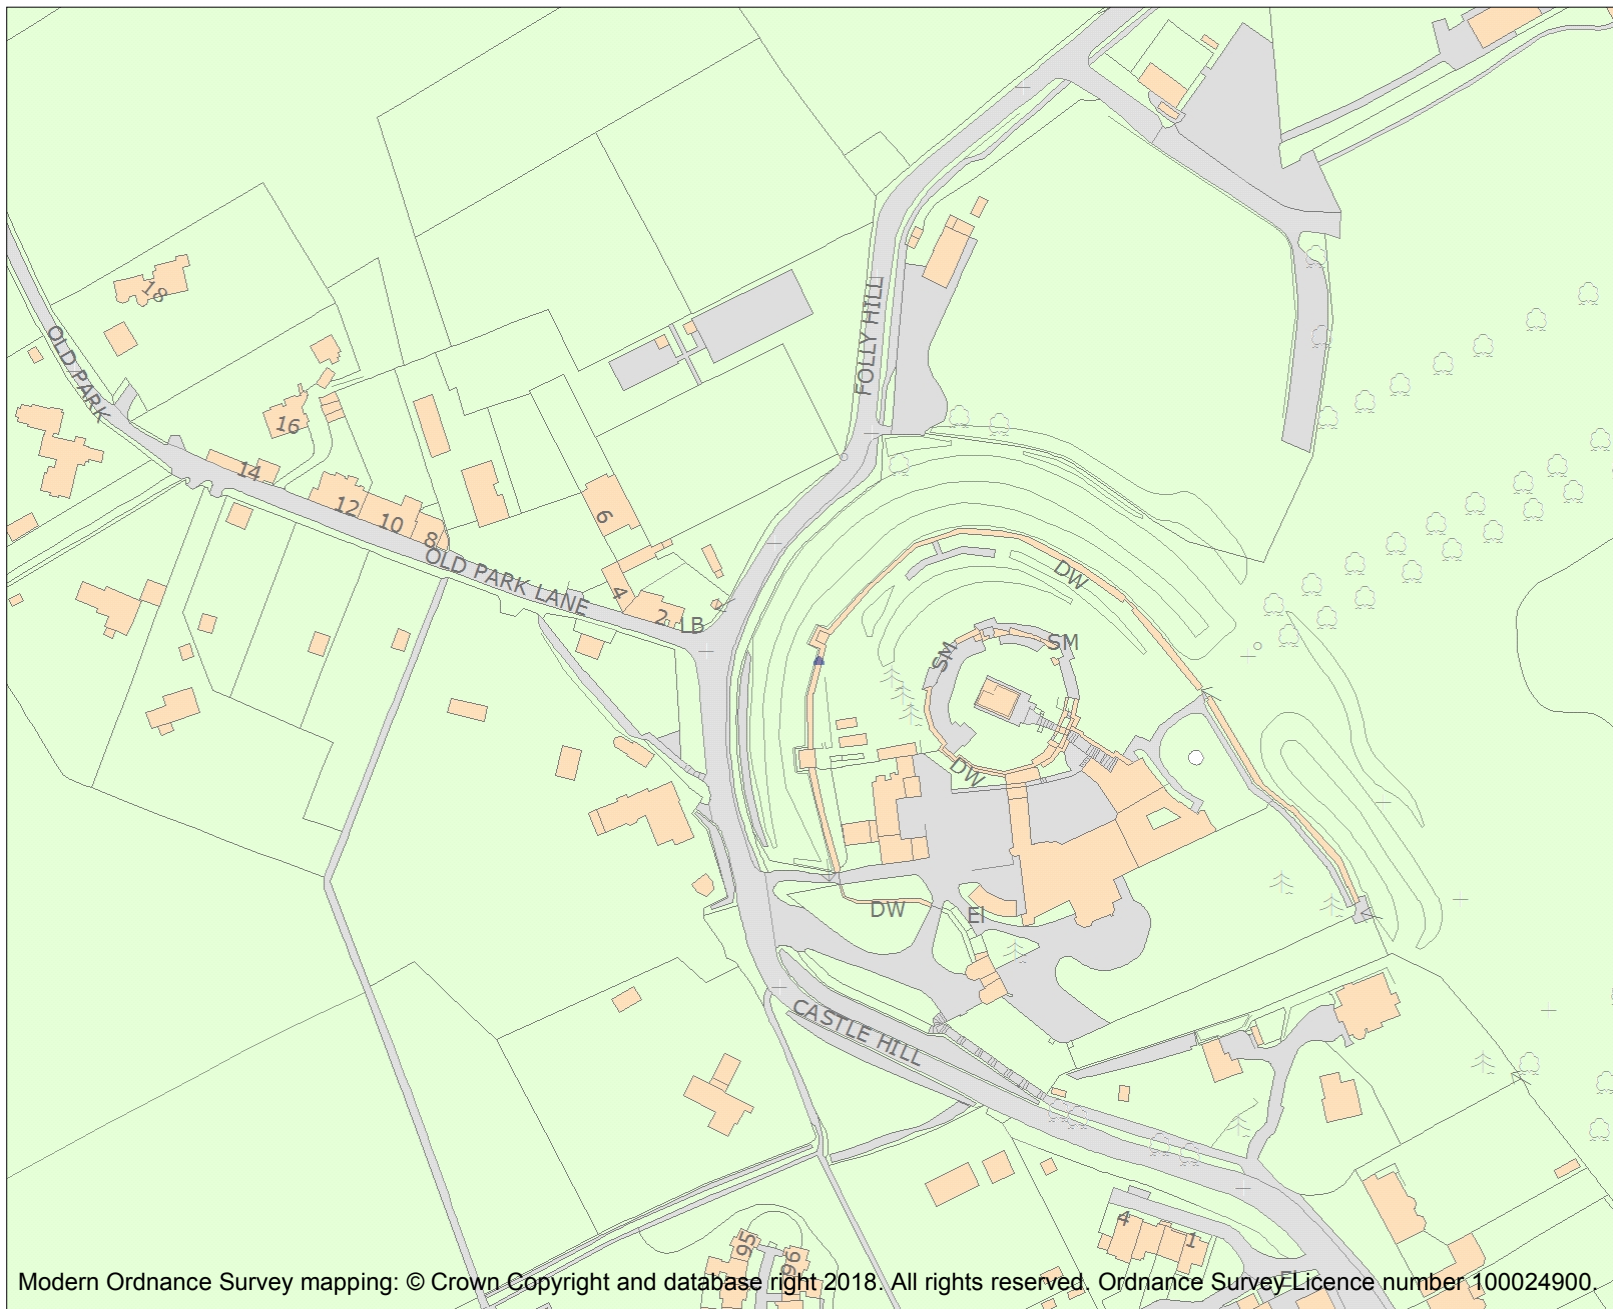 18
OLD PARK
FOLLY HILL
16
14
12
10
8
6
OLD PARK LANE
4
2
LB
DW
SM
SM
DW
DW
El
CASTLE HILL
4
1
95
96
El
Modern Ordnance Survey mapping: © Crown Copyright and database right 2018. All rights reserved. Ordnance Survey Licence number 100024900.